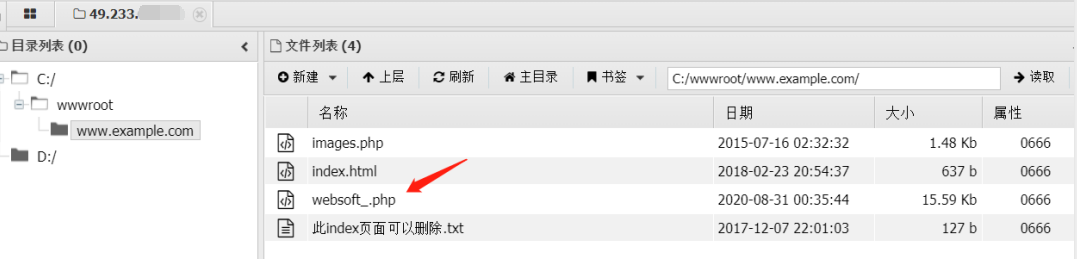 49.233.
目录列表 (0)
文件列表 (4)
新建 上层 刷新 主目录 书签 C:/wwwroot/www.example.com/ 读取
C:/
wwwroot
www.example.com
D:/
名称 日期 大小 属性
images.php 2015-07-16 02:32:32 1.48 Kb 0666
index.html 2018-02-23 20:54:37 637 b 0666
websoft_.php 2020-08-31 00:35:44 15.59 Kb 0666
此index页面可以删除.txt 2017-12-07 22:01:03 127 b 0666